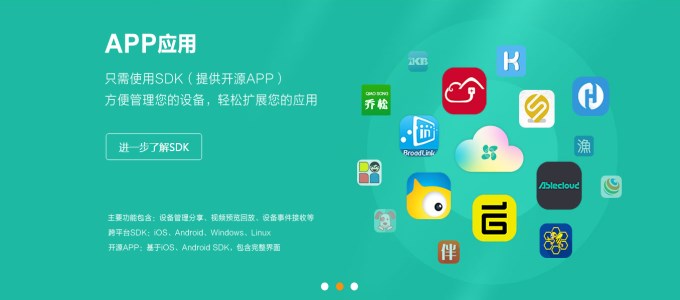 APP应用
只需使用SDK（提供开源APP）
方便管理您的设备，轻松扩展您的应用
进一步了解SDK
主要功能包含：设备管理分享、视频预览回放、设备事件接收等
跨平台SDK：iOS、Android、Windows、Linux
开源APP：基于iOS、Android SDK，包含完整界面
QIAO SONG
乔松
in
BroadLink
渔
Ablecloud
伴